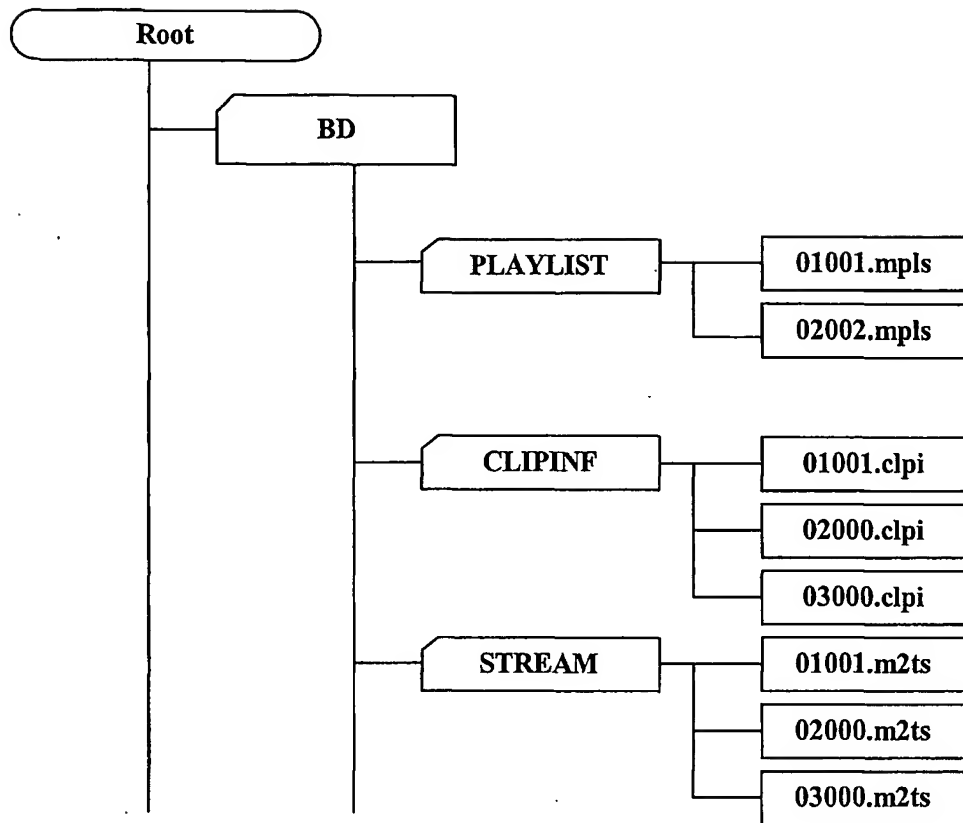 Root
BD
PLAYLIST
01001.mpls
02002.mpls
CLIPINF
01001.clpi
02000.clpi
03000.clpi
STREAM
01001.m2ts
02000.m2ts
03000.m2ts